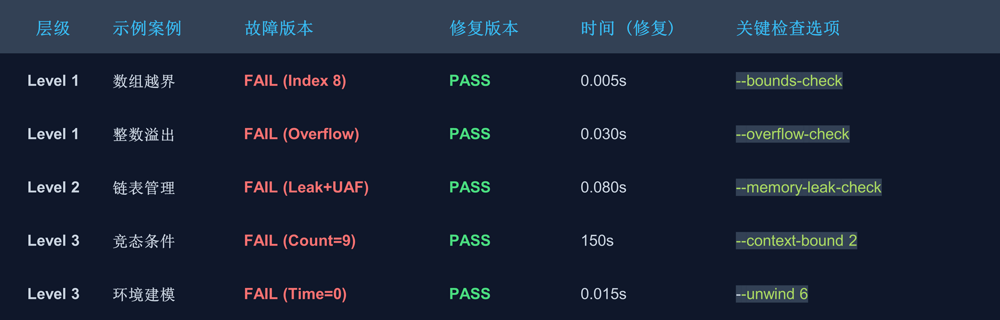 层级 示例案例 故障版本 修复版本 时间（修复） 关键检查选项
Level 1 数组越界 FAIL (Index 8) PASS 0.005s --bounds-check
Level 1 整数溢出 FAIL (Overflow) PASS 0.030s --overflow-check
Level 2 链表管理 FAIL (Leak+UAF) PASS 0.080s --memory-leak-check
Level 3 竞态条件 FAIL (Count=9) PASS 150s --context-bound 2
Level 3 环境建模 FAIL (Time=0) PASS 0.015s --unwind 6